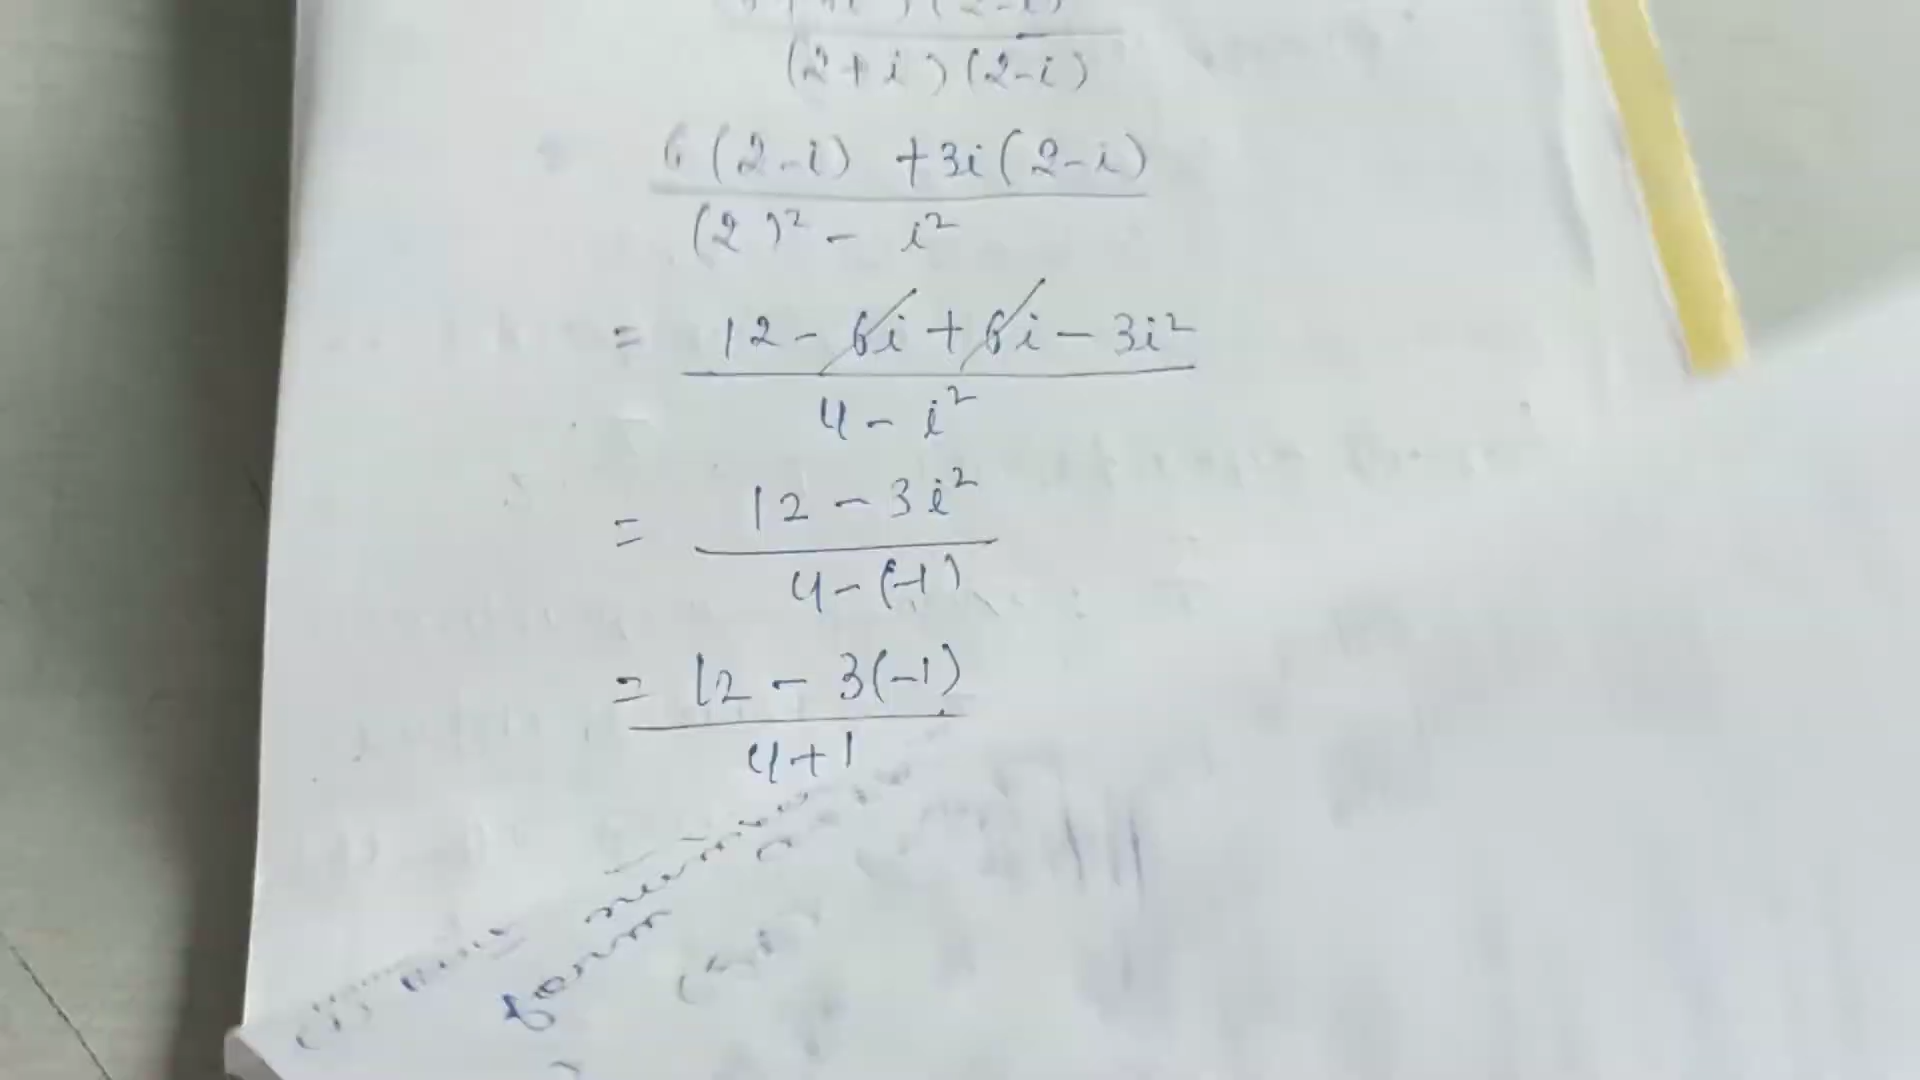 (2+i)(2-i)
6(2-i) +3i(2-i)
(2)² - i²
= 12 - 6i + 6i - 3i²
4 - i²
= 12 - 3i²
4-(-1)
= 12 - 3(-1)
4+1
form